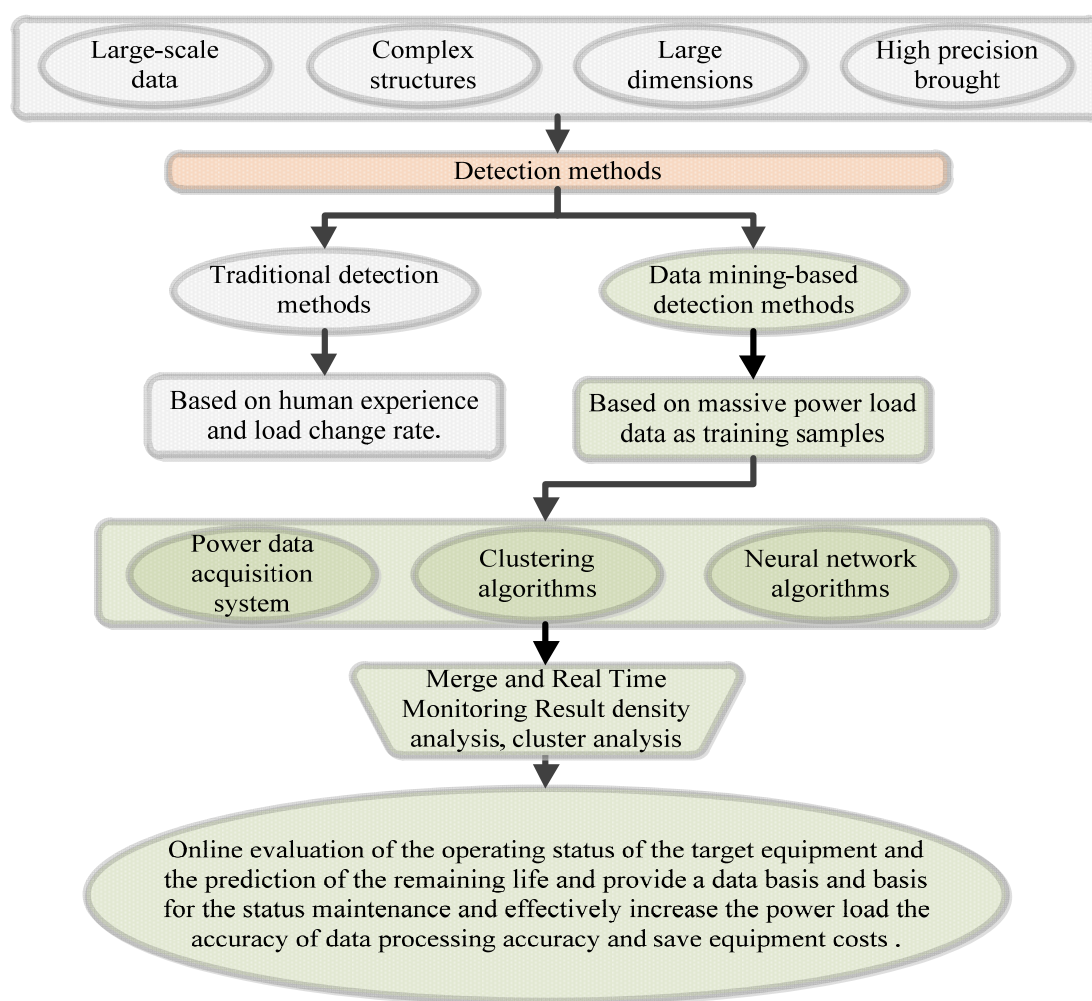 Large-scale
data
Complex
structures
Large
dimensions
High precision
brought
Detection methods
Traditional detection
methods
Data mining-based
detection methods
Based on human experience
and load change rate.
Based on massive power load
data as training samples
Power data
acquisition
system
Clustering
algorithms
Neural network
algorithms
Merge and Real Time
Monitoring Result density
analysis, cluster analysis
Online evaluation of the operating status of the target equipment and
the prediction of the remaining life and provide a data basis and basis
for the status maintenance and effectively increase the power load the
accuracy of data processing accuracy and save equipment costs .